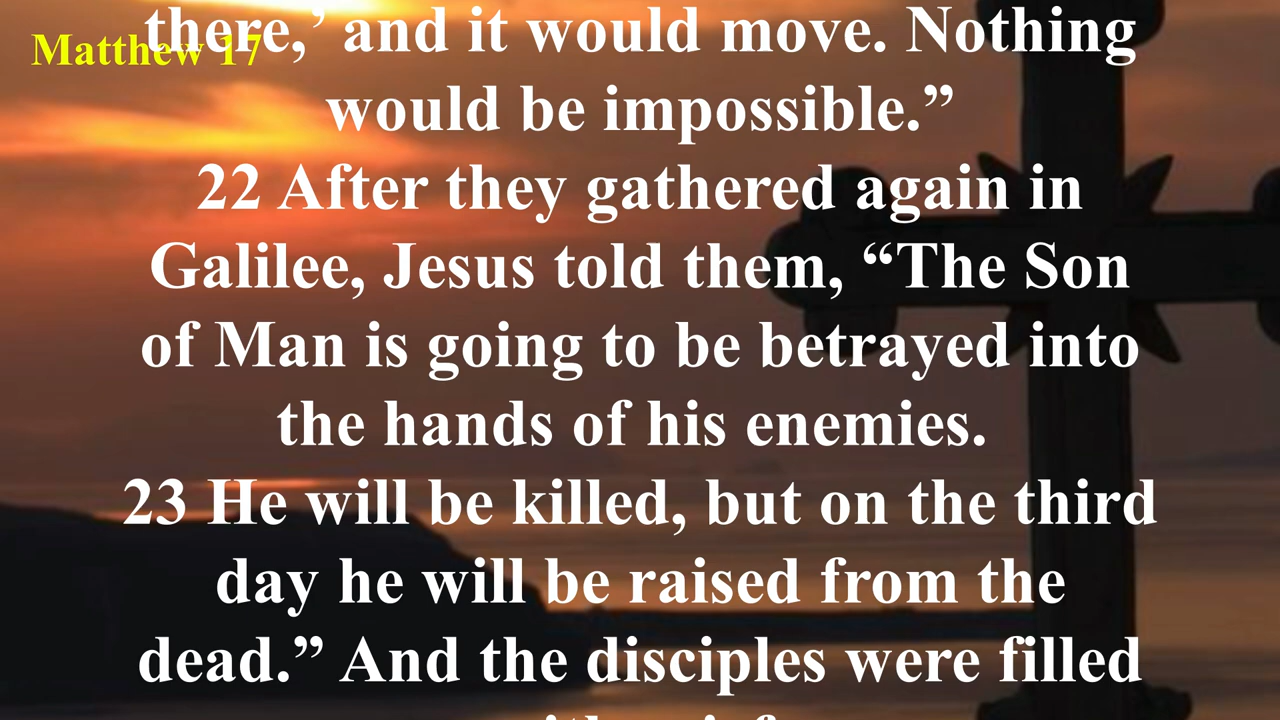 Matthew 17
there,’ and it would move. Nothing
would be impossible.”
22 After they gathered again in
Galilee, Jesus told them, “The Son
of Man is going to be betrayed into
the hands of his enemies.
23 He will be killed, but on the third
day he will be raised from the
dead.” And the disciples were filled